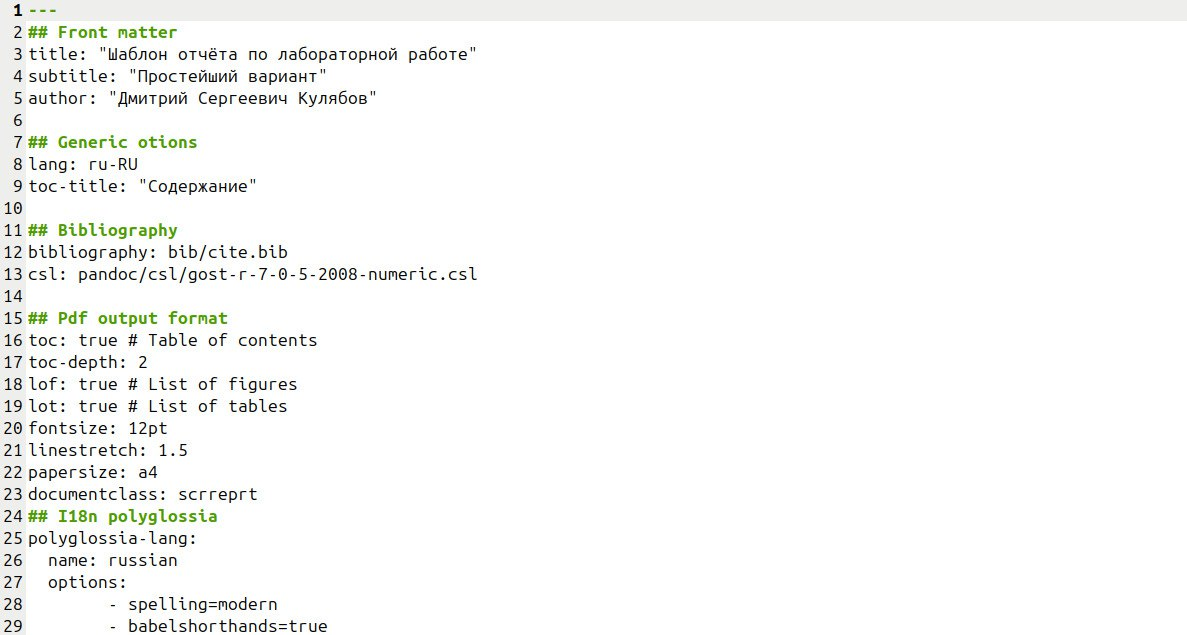 1 ---
2 ## Front matter
3 title: "Шаблон отчёта по лабораторной работе"
4 subtitle: "Простейший вариант"
5 author: "Дмитрий Сергеевич Кулябов"
6
7 ## Generic otions
8 lang: ru-RU
9 toc-title: "Содержание"
10
11 ## Bibliography
12 bibliography: bib/cite.bib
13 csl: pandoc/csl/gost-r-7-0-5-2008-numeric.csl
14
15 ## Pdf output format
16 toc: true # Table of contents
17 toc-depth: 2
18 lof: true # List of figures
19 lot: true # List of tables
20 fontsize: 12pt
21 linestretch: 1.5
22 papersize: a4
23 documentclass: scrreprt
24 ## I18n polyglossia
25 polyglossia-lang:
26   name: russian
27   options:
28         - spelling=modern
29         - babelshorthands=true